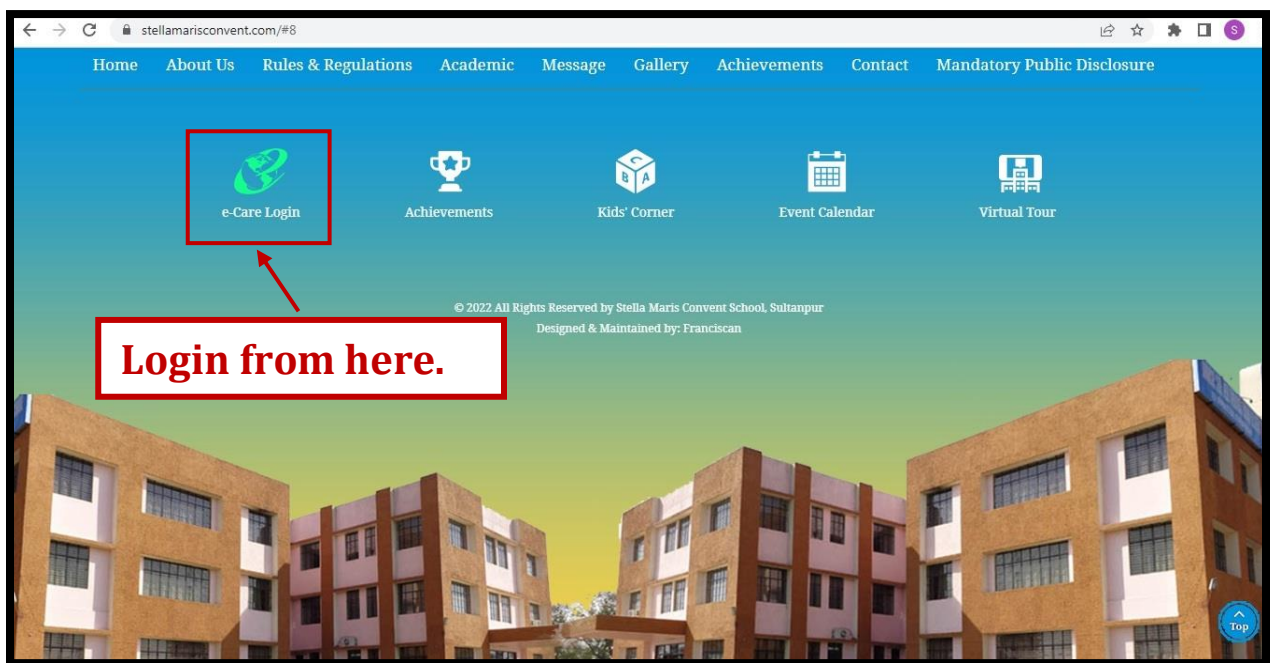 stellamarisconvent.com/#8
S
Home About Us Rules & Regulations Academic Message Gallery Achievements Contact Mandatory Public Disclosure
C
B A
e-Care Login Achievements Kids' Corner Event Calendar Virtual Tour
© 2022 All Rights Reserved by Stella Maris Convent School, Sultanpur
Designed & Maintained by: Franciscan
Login from here.
Top